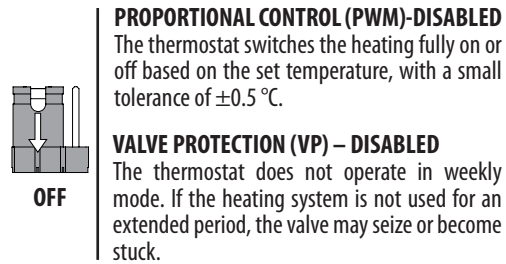 PROPORTIONAL CONTROL (PWM)-DISABLED
The thermostat switches the heating fully on or
off based on the set temperature, with a small
tolerance of ±0.5 °C.
VALVE PROTECTION (VP) – DISABLED
The thermostat does not operate in weekly
mode. If the heating system is not used for an
extended period, the valve may seize or become
stuck.
OFF